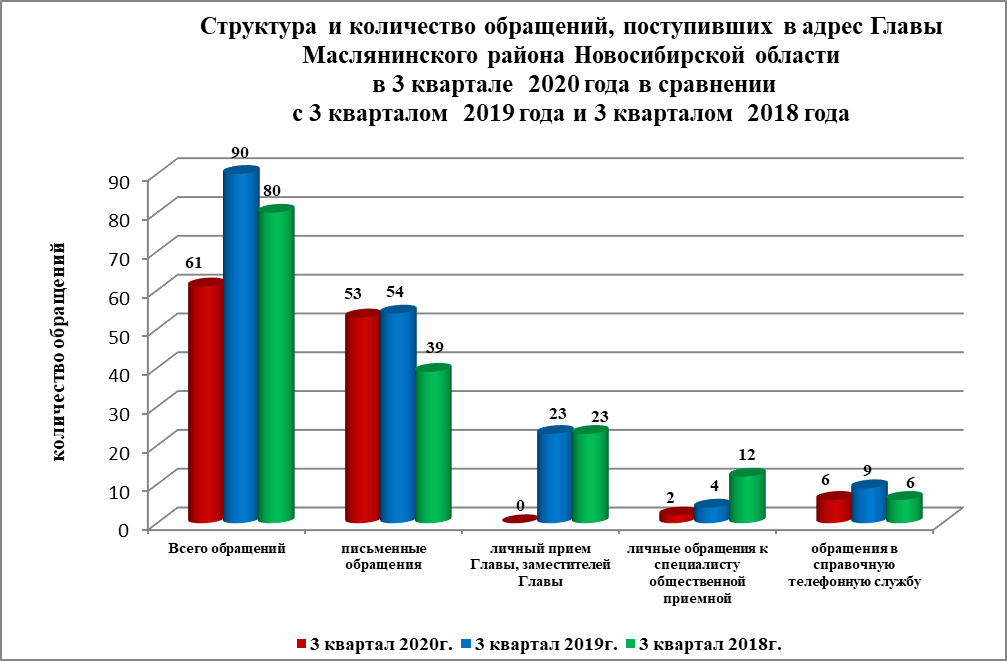 Структура и количество обращений, поступивших в адрес Главы
Маслянинского района Новосибирской области
в 3 квартале 2020 года в сравнении
с 3 кварталом 2019 года и 3 кварталом 2018 года
количество обращений
90
80
70
60
50
40
30
20
10
0
61
90
80
53
54
39
0
23
23
2
4
12
6
9
6
Всего обращений
письменные
обращения
личный прием
Главы, заместителей
Главы
личные обращения к
специалисту
общественной
приемной
обращения в
справочную
телефонную службу
3 квартал 2020г.
3 квартал 2019г.
3 квартал 2018г.